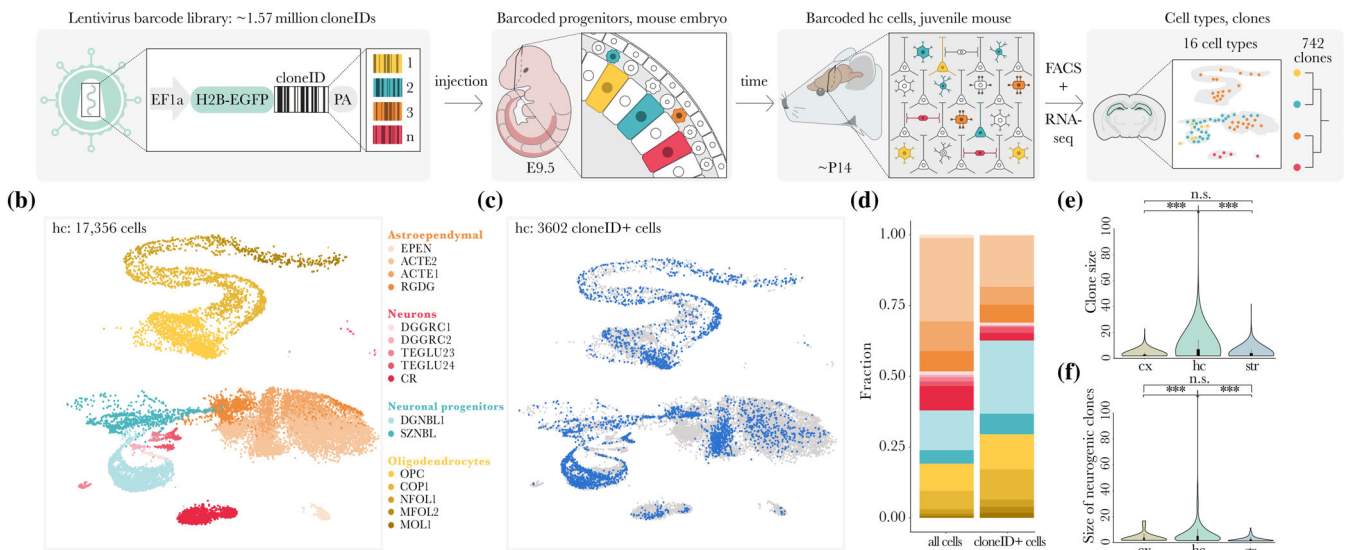 Lentivirus barcode library: ~1.57 million cloneIDs
Barcoded progenitors, mouse embryo
Barcoded hc cells, juvenile mouse
Cell types, clones
EF1a
H2B-EGFP
cloneID
PA
1
2
3
n
injection
E9.5
time
~P14
FACS
+
RNA-
seq
16 cell types
742
clones
(b)
hc: 17,356 cells
Astroependymal
EPEN
ACTE2
ACTE1
RGDG
Neurons
DGGRC1
DGGRC2
TEGLU23
TEGLU24
CR
Neuronal progenitors
DGNBL1
SZNBL
Oligodendrocytes
OPC
COP1
NFOL1
MFOL2
MOL1
(c)
hc: 3602 cloneID+ cells
(d)
Fraction
1.00
0.75
0.50
0.25
0.00
all cells
cloneID+ cells
(e)
n.s.
*** ***
Clone size
100
80
60
40
20
0
cx hc str
(f)
n.s.
*** ***
Size of neurogenic clones
100
80
60
40
20
0
cx hc str